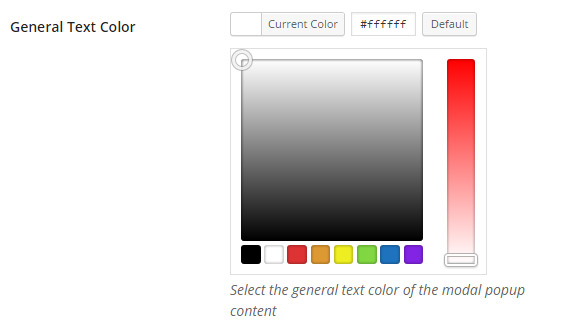 General Text Color
Current Color
#ffffff
Default
Select the general text color of the modal popup
content